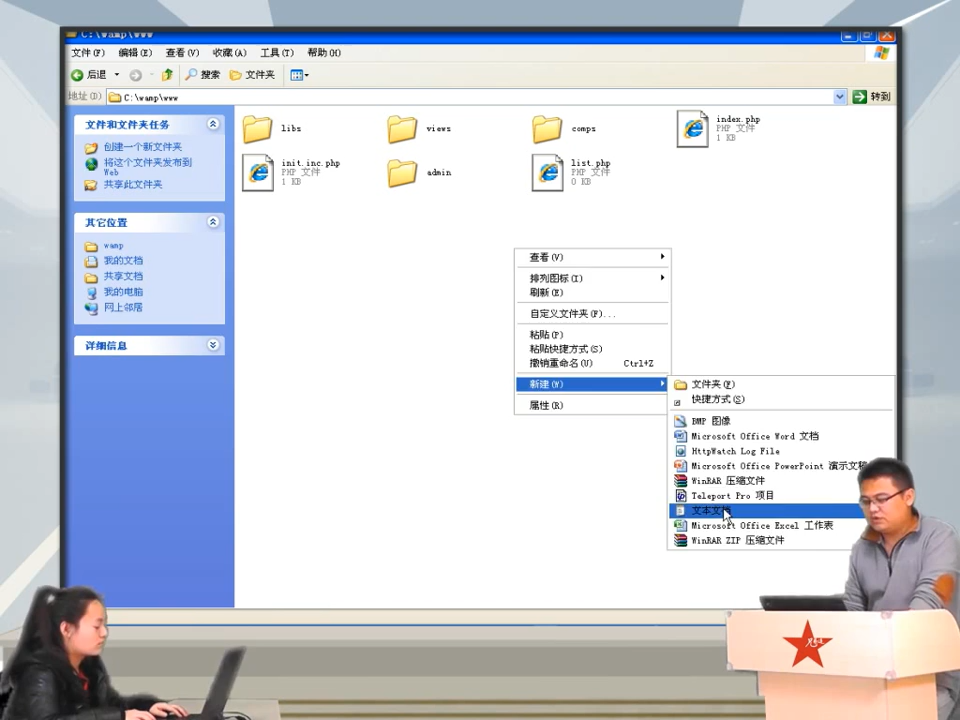 C:\wamp\www
文件(F) 编辑(E) 查看(V) 收藏(A) 工具(T) 帮助(H)
后退 搜索 文件夹
地址(D) C:\wamp\www 转到
文件和文件夹任务
创建一个新文件夹
将这个文件夹发布到
Web
共享此文件夹
其它位置
wamp
我的文档
共享文档
我的电脑
网上邻居
详细信息
libs
views
comps
index.php
PHP 文件
1 KB
init.inc.php
PHP 文件
1 KB
admin
list.php
PHP 文件
0 KB
查看(V)
排列图标(I)
刷新(E)
自定义文件夹(F)...
粘贴(P)
粘贴快捷方式(S)
撤销重命名(U) Ctrl+Z
新建(W)
属性(R)
文件夹(F)
快捷方式(S)
BMP 图像
Microsoft Office Word 文档
HttpWatch Log File
Microsoft Office PowerPoint 演示文稿
WinRAR 压缩文件
Teleport Pro 项目
文本文档
Microsoft Office Excel 工作表
WinRAR ZIP 压缩文件